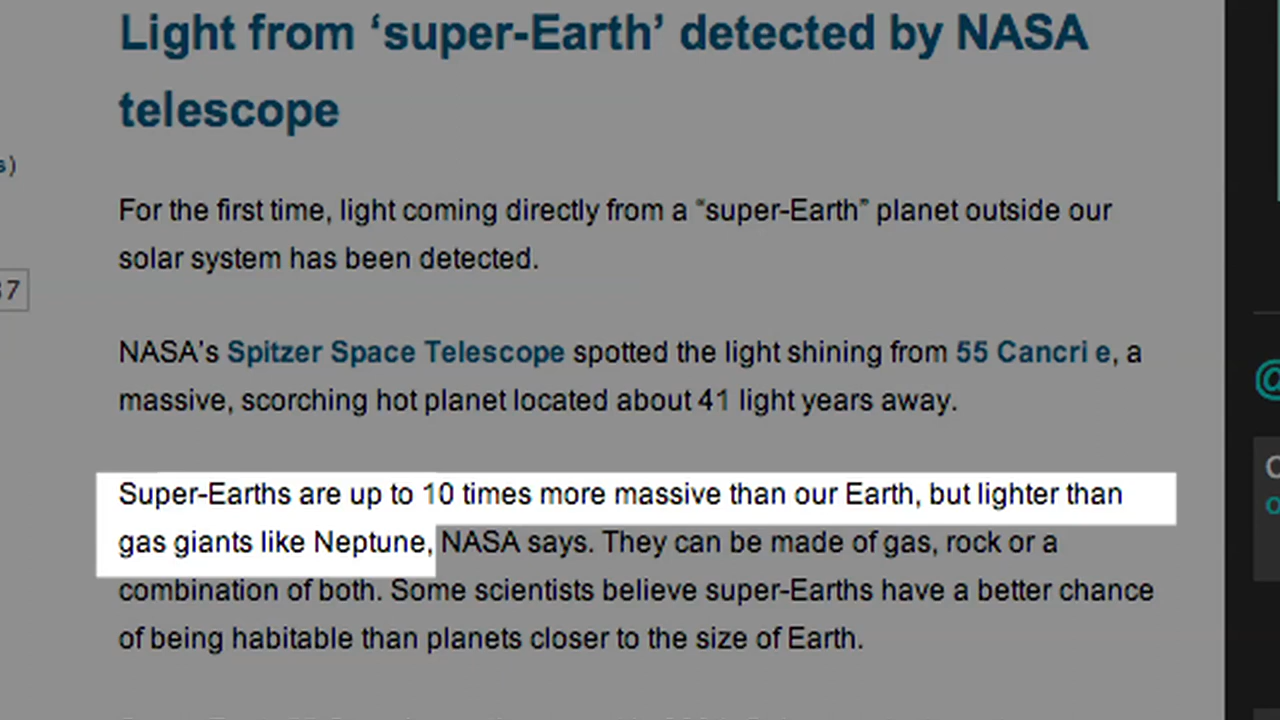 Light from ‘super-Earth’ detected by NASA
telescope
s)
For the first time, light coming directly from a “super-Earth” planet outside our
solar system has been detected.
37
NASA's Spitzer Space Telescope spotted the light shining from 55 Cancri e, a
massive, scorching hot planet located about 41 light years away.
@
Super-Earths are up to 10 times more massive than our Earth, but lighter than
gas giants like Neptune, NASA says. They can be made of gas, rock or a
combination of both. Some scientists believe super-Earths have a better chance
of being habitable than planets closer to the size of Earth.